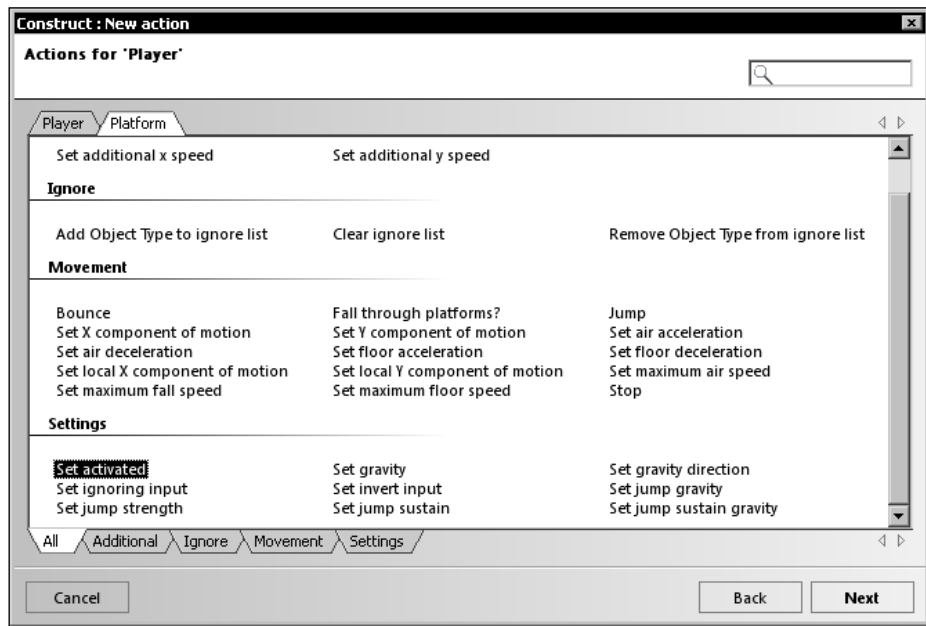 Construct : New action
Actions for 'Player'
Player Platform
Set additional x speed Set additional y speed
Ignore
Add Object Type to ignore list Clear ignore list Remove Object Type from ignore list
Movement
Bounce Fall through platforms? Jump
Set X component of motion Set Y component of motion Set air acceleration
Set air deceleration Set floor acceleration Set floor deceleration
Set local X component of motion Set local Y component of motion Set maximum air speed
Set maximum fall speed Set maximum floor speed Stop
Settings
Set activated Set gravity Set gravity direction
Set ignoring input Set invert input Set jump gravity
Set jump strength Set jump sustain Set jump sustain gravity
All Additional Ignore Movement Settings
Cancel Back Next